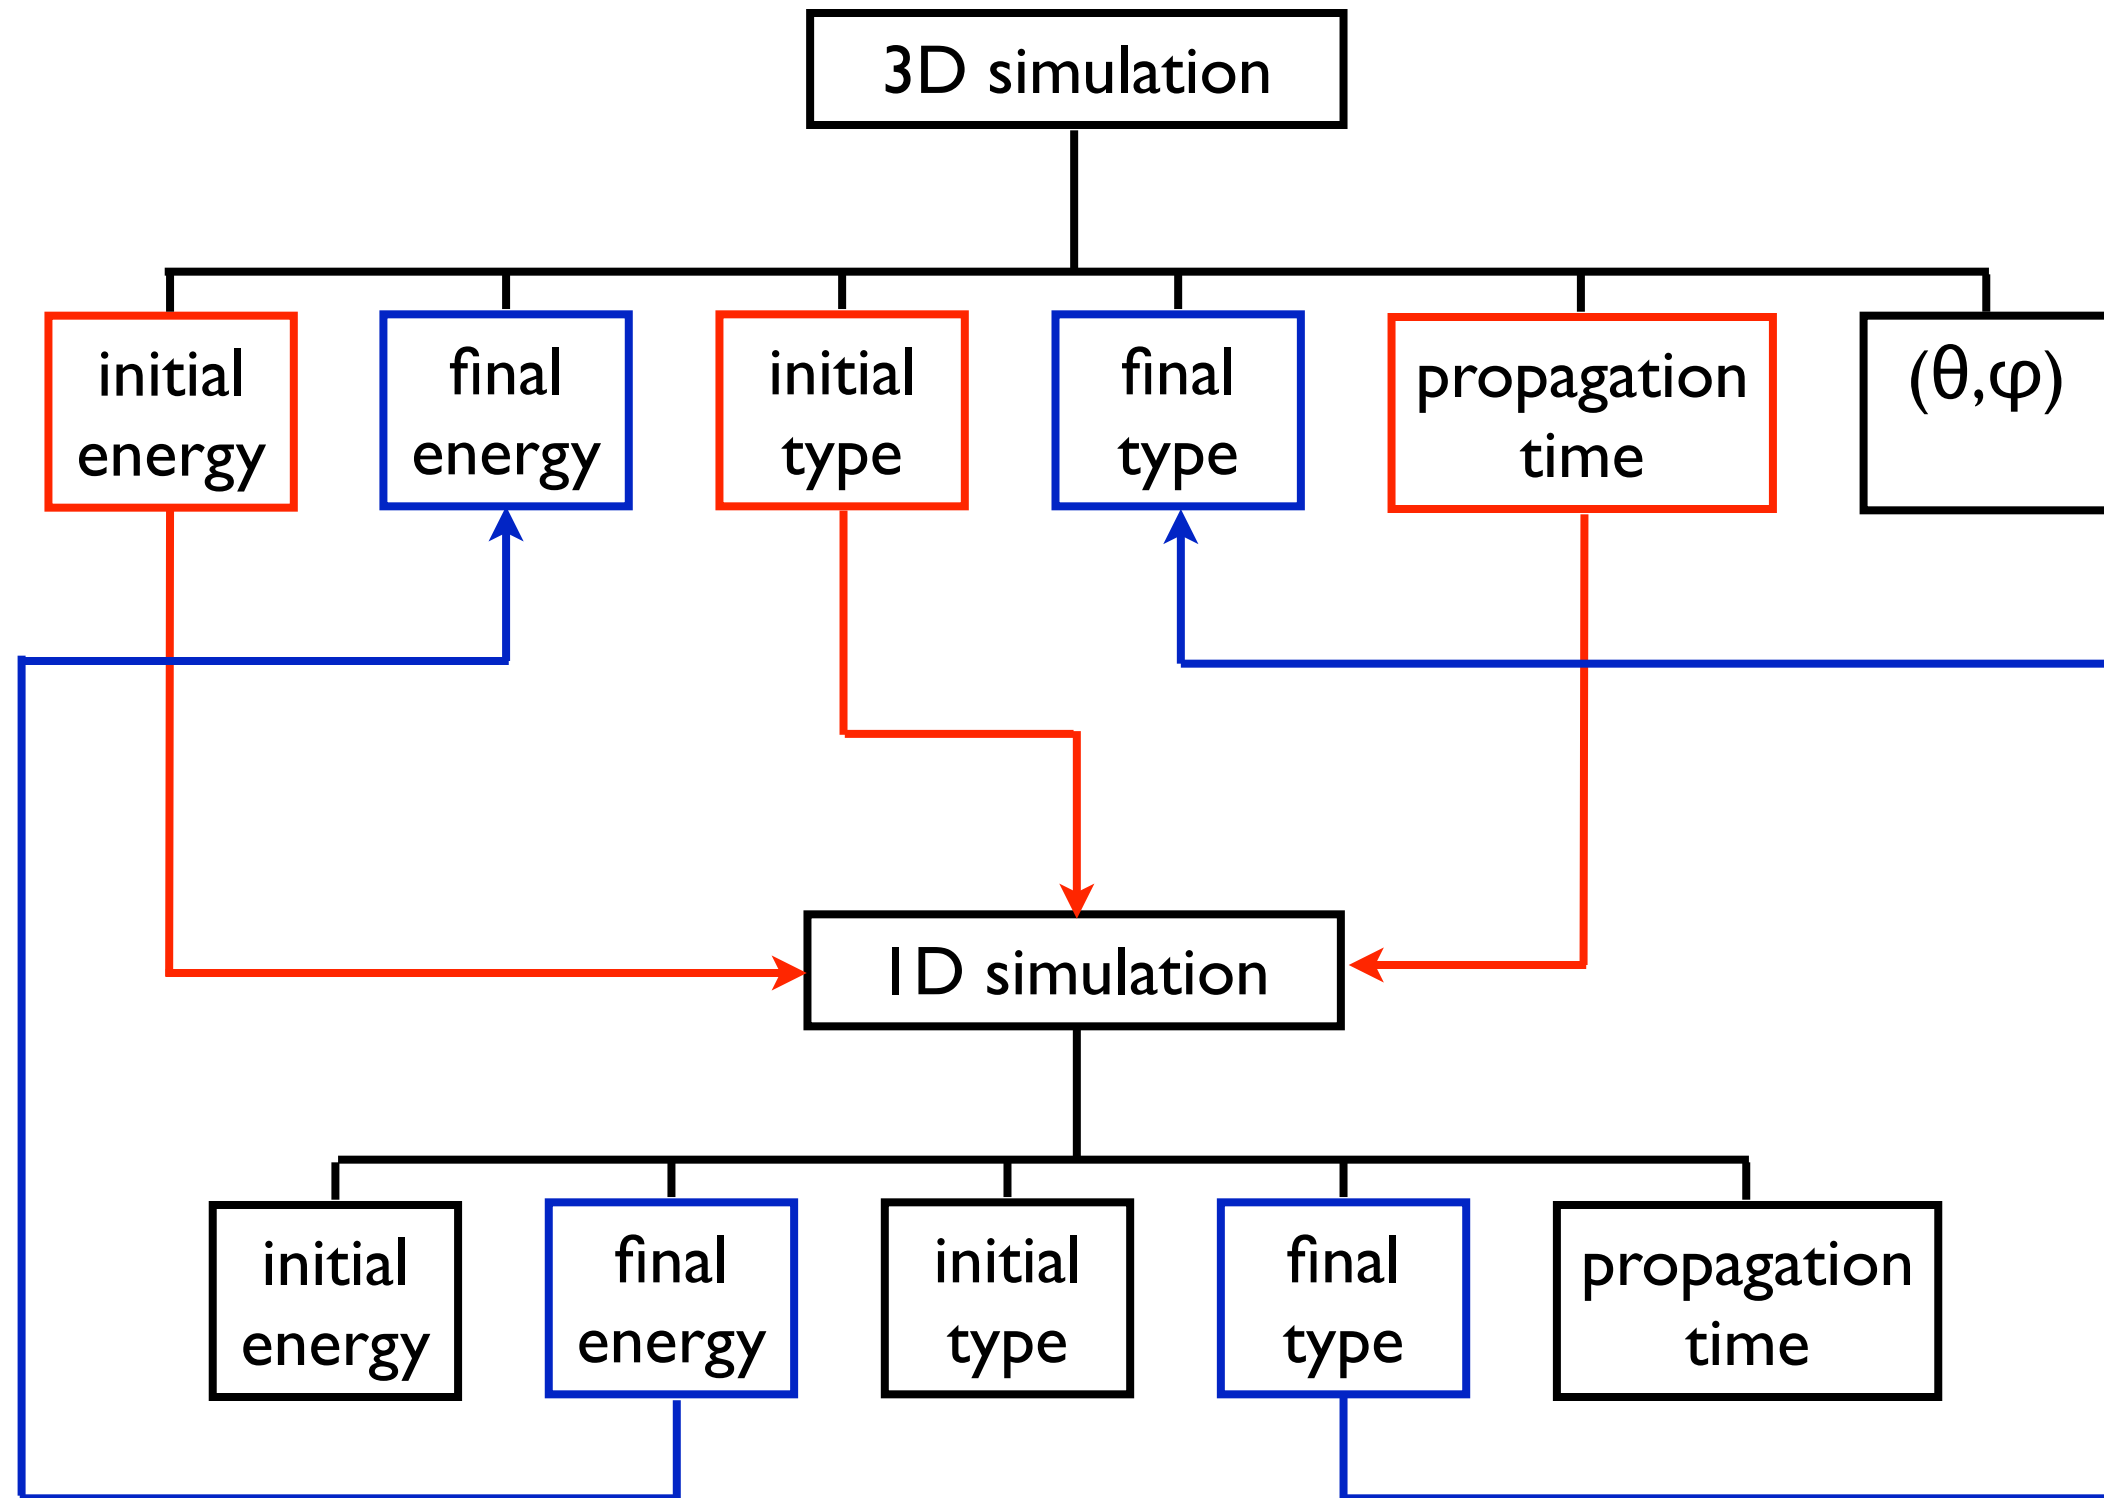 3D simulation
initial
energy
final
energy
initial
type
final
type
propagation
time
(θ,φ)
1D simulation
initial
energy
final
energy
initial
type
final
type
propagation
time